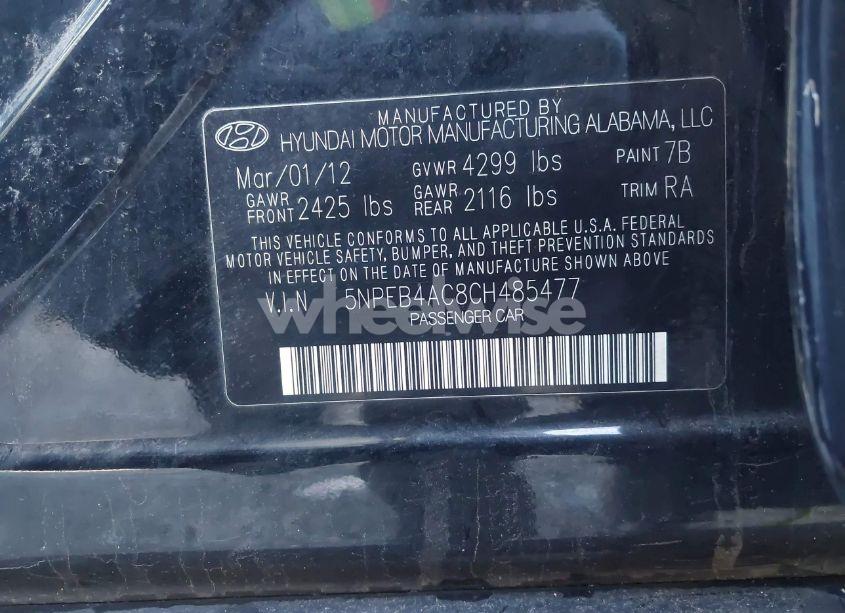 MANUFACTURED BY
HYUNDAI MOTOR MANUFACTURING ALABAMA, LLC
Mar/01/12 GVWR 4299 lbs PAINT 7B
GAWR FRONT 2425 lbs GAWR REAR 2116 lbs TRIM RA
THIS VEHICLE CONFORMS TO ALL APPLICABLE U.S.A. FEDERAL
MOTOR VEHICLE SAFETY, BUMPER, AND THEFT PREVENTION STANDARDS
IN EFFECT ON THE DATE OF MANUFACTURE SHOWN ABOVE.
V.I.N 5NPEB4AC8CH485477
wheelwise
PASSENGER CAR